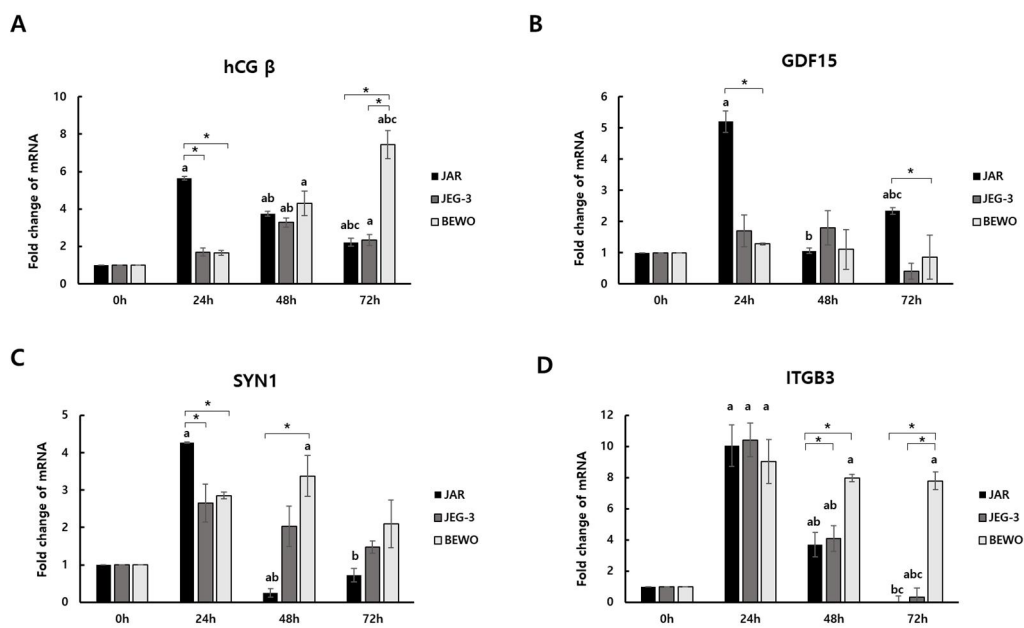 A
hCG β
Fold change of mRNA
10
8
6
4
2
0
a
*
*
ab
ab
a
abc
a
abc
*
*
0h
24h
48h
72h
JAR
JEG-3
BEWO
B
GDF15
Fold change of mRNA
6
5
4
3
2
1
0
a
*
b
abc
*
0h
24h
48h
72h
JAR
JEG-3
BEWO
C
SYN1
Fold change of mRNA
5
4
3
2
1
0
a
*
*
ab
*
a
b
0h
24h
48h
72h
JAR
JEG-3
BEWO
D
ITGB3
Fold change of mRNA
12
10
8
6
4
2
0
a
a
a
ab
ab
*
*
a
bc
abc
*
*
a
0h
24h
48h
72h
JAR
JEG-3
BEWO